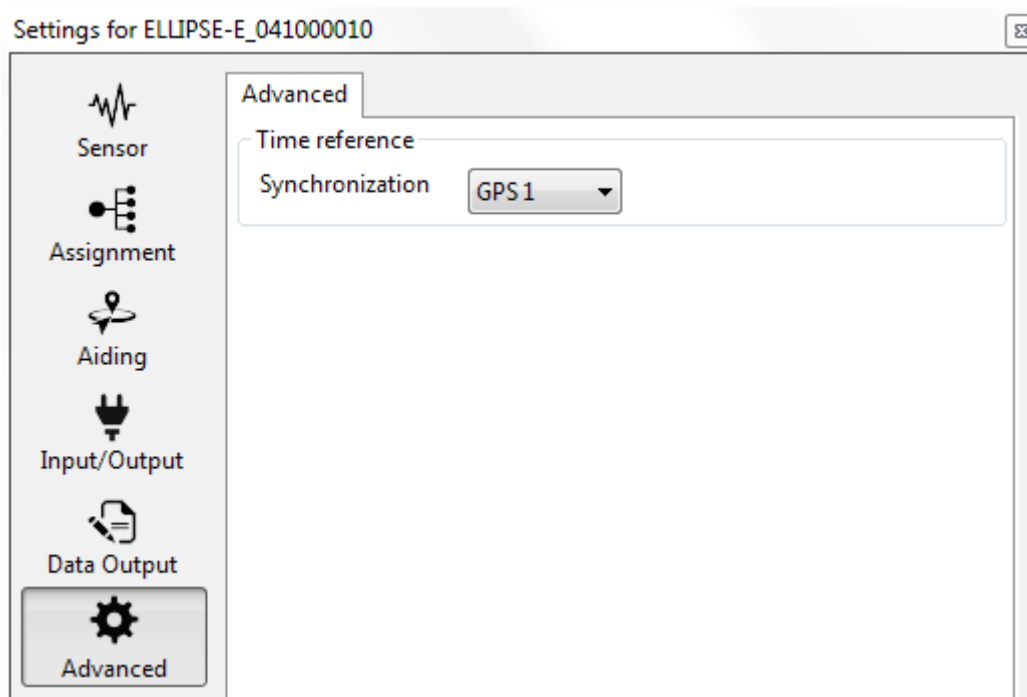 Settings for ELLIPSE-E_041000010
Sensor
Assignment
Aiding
Input/Output
Data Output
Advanced
Advanced
Time reference
Synchronization GPS 1